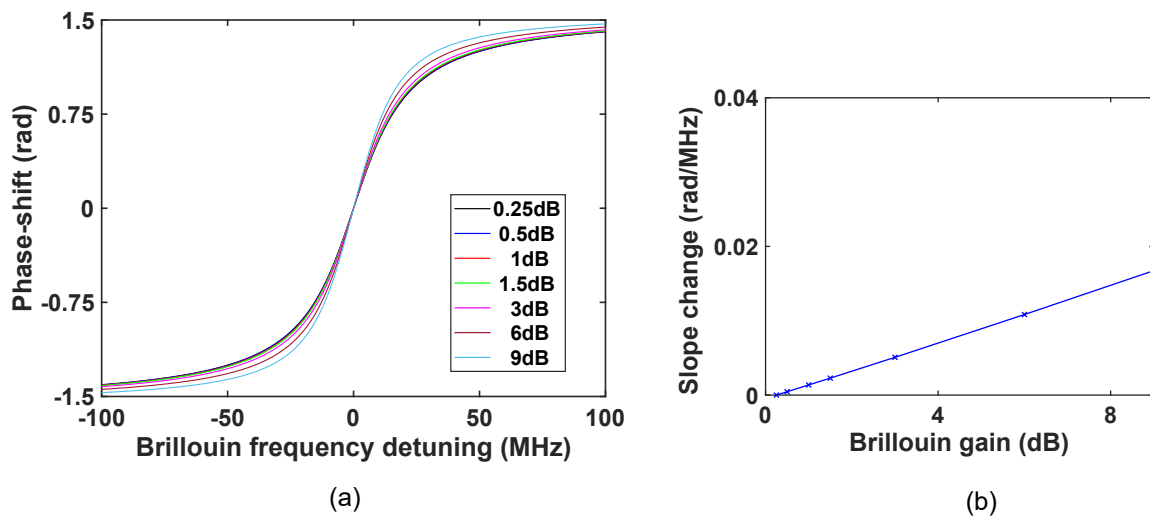 1.5
0.75
0
-0.75
-1.5
Phase-shift (rad)
0.25dB
0.5dB
1dB
1.5dB
3dB
6dB
9dB
-100
-50
0
50
100
Brillouin frequency detuning (MHz)
(a)
0.04
0.02
0
Slope change (rad/MHz)
0
4
8
Brillouin gain (dB)
(b)